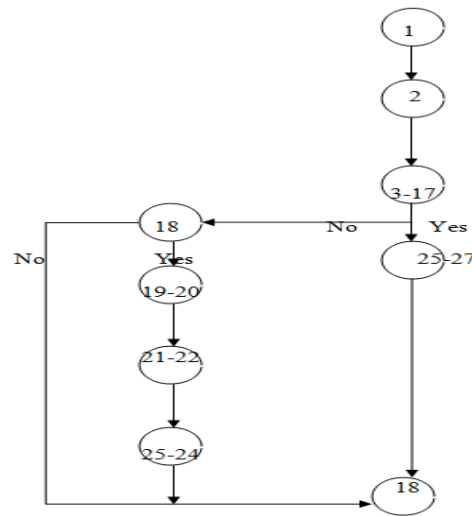 1
2
3-17
18
No
Yes
No
Yes
25-27
19-20
21-22
25-24
18